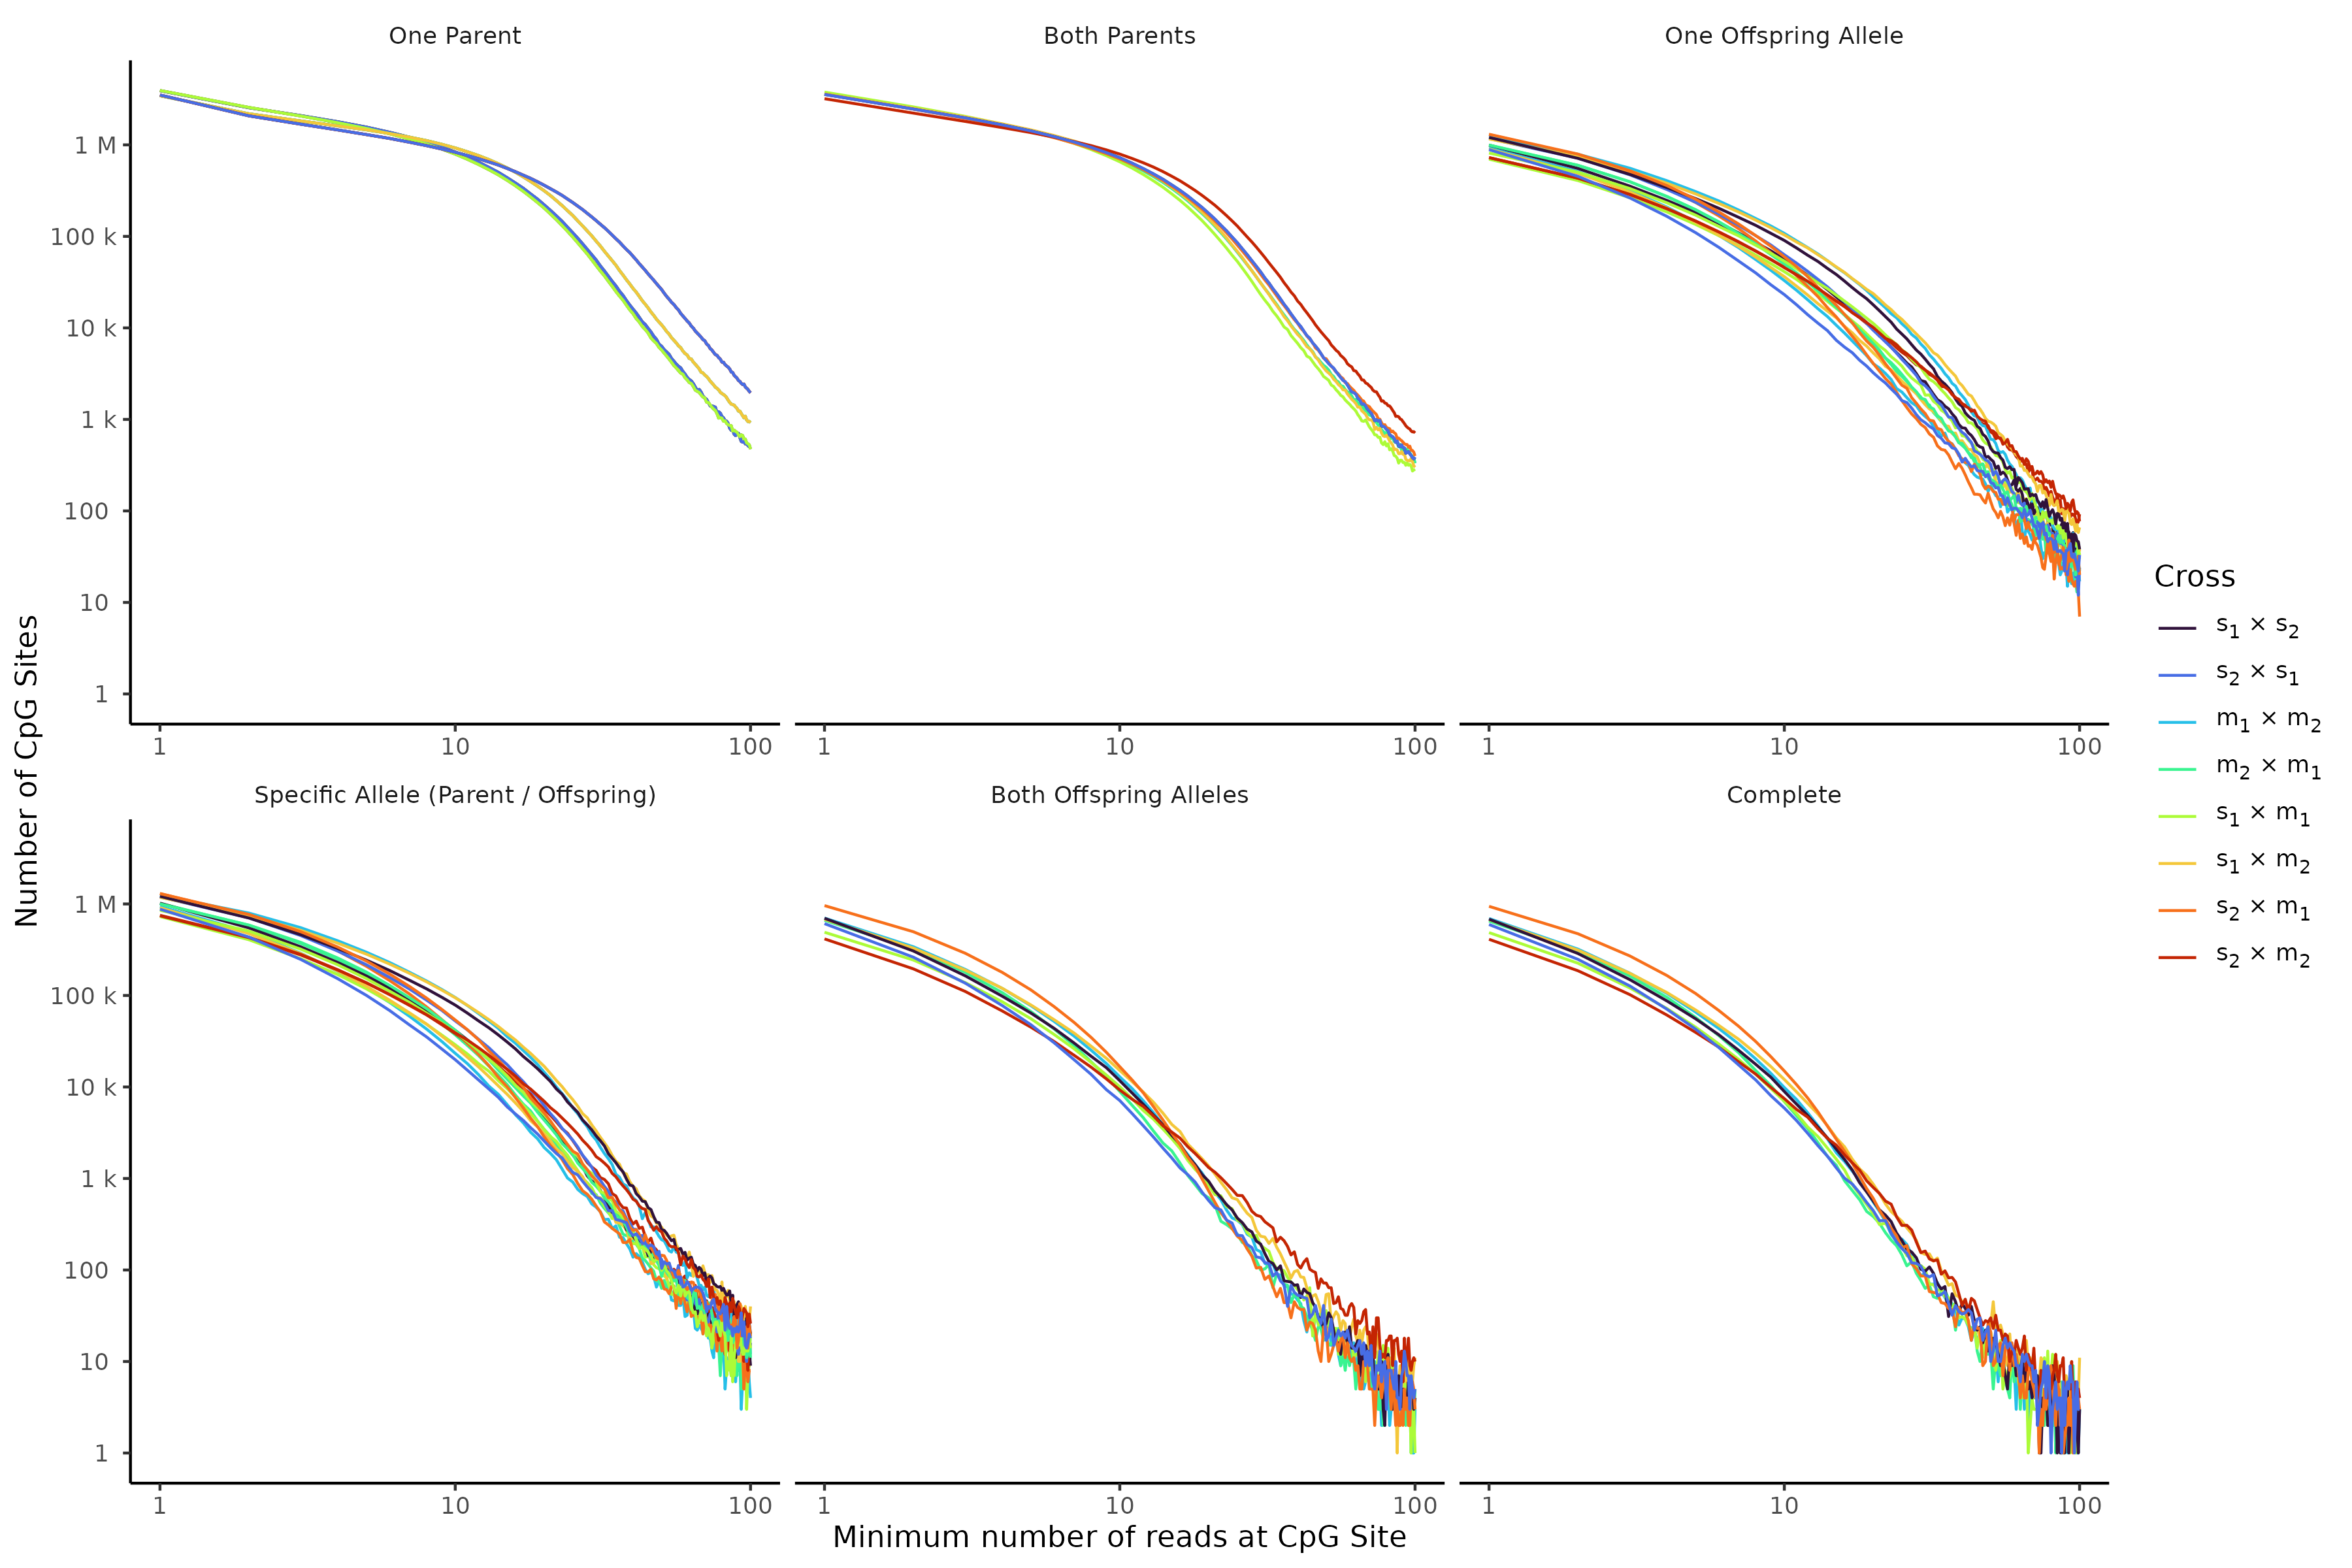 One Parent
Both Parents
One Offspring Allele
1 M
100 k
10 k
1 k
100
10
1
1 10 100
1 10 100
1 10 100
Number of CpG Sites
Specific Allele (Parent / Offspring)
Both Offspring Alleles
Complete
1 M
100 k
10 k
1 k
100
10
1
1 10 100
1 10 100
1 10 100
Minimum number of reads at CpG Site
Cross
s₁ × s₂
s₂ × s₁
m₁ × m₂
m₂ × m₁
s₁ × m₁
s₁ × m₂
s₂ × m₁
s₂ × m₂